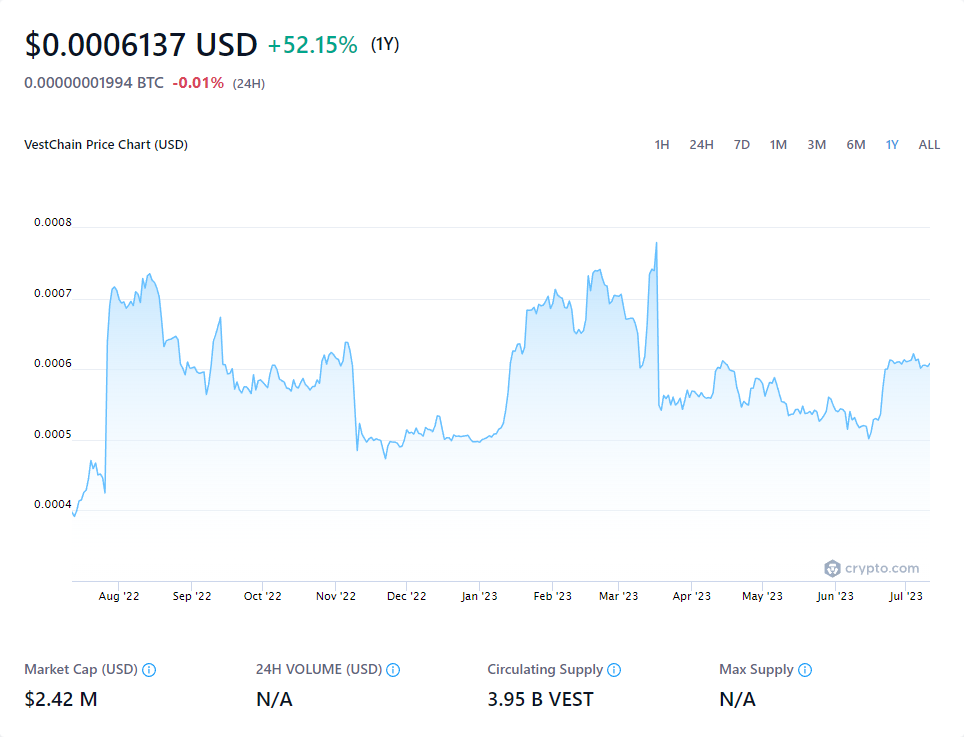 $0.0006137 USD +52.15% (1Y)
0.00000001994 BTC -0.01% (24H)
VestChain Price Chart (USD) 1H 24H 7D 1M 3M 6M 1Y ALL
0.0008
0.0007
0.0006
0.0005
0.0004
crypto.com
Aug '22 Sep '22 Oct '22 Nov '22 Dec '22 Jan '23 Feb '23 Mar '23 Apr '23 May '23 Jun '23 Jul '23
Market Cap (USD) 24H VOLUME (USD) Circulating Supply Max Supply
$2.42 M N/A 3.95 B VEST N/A